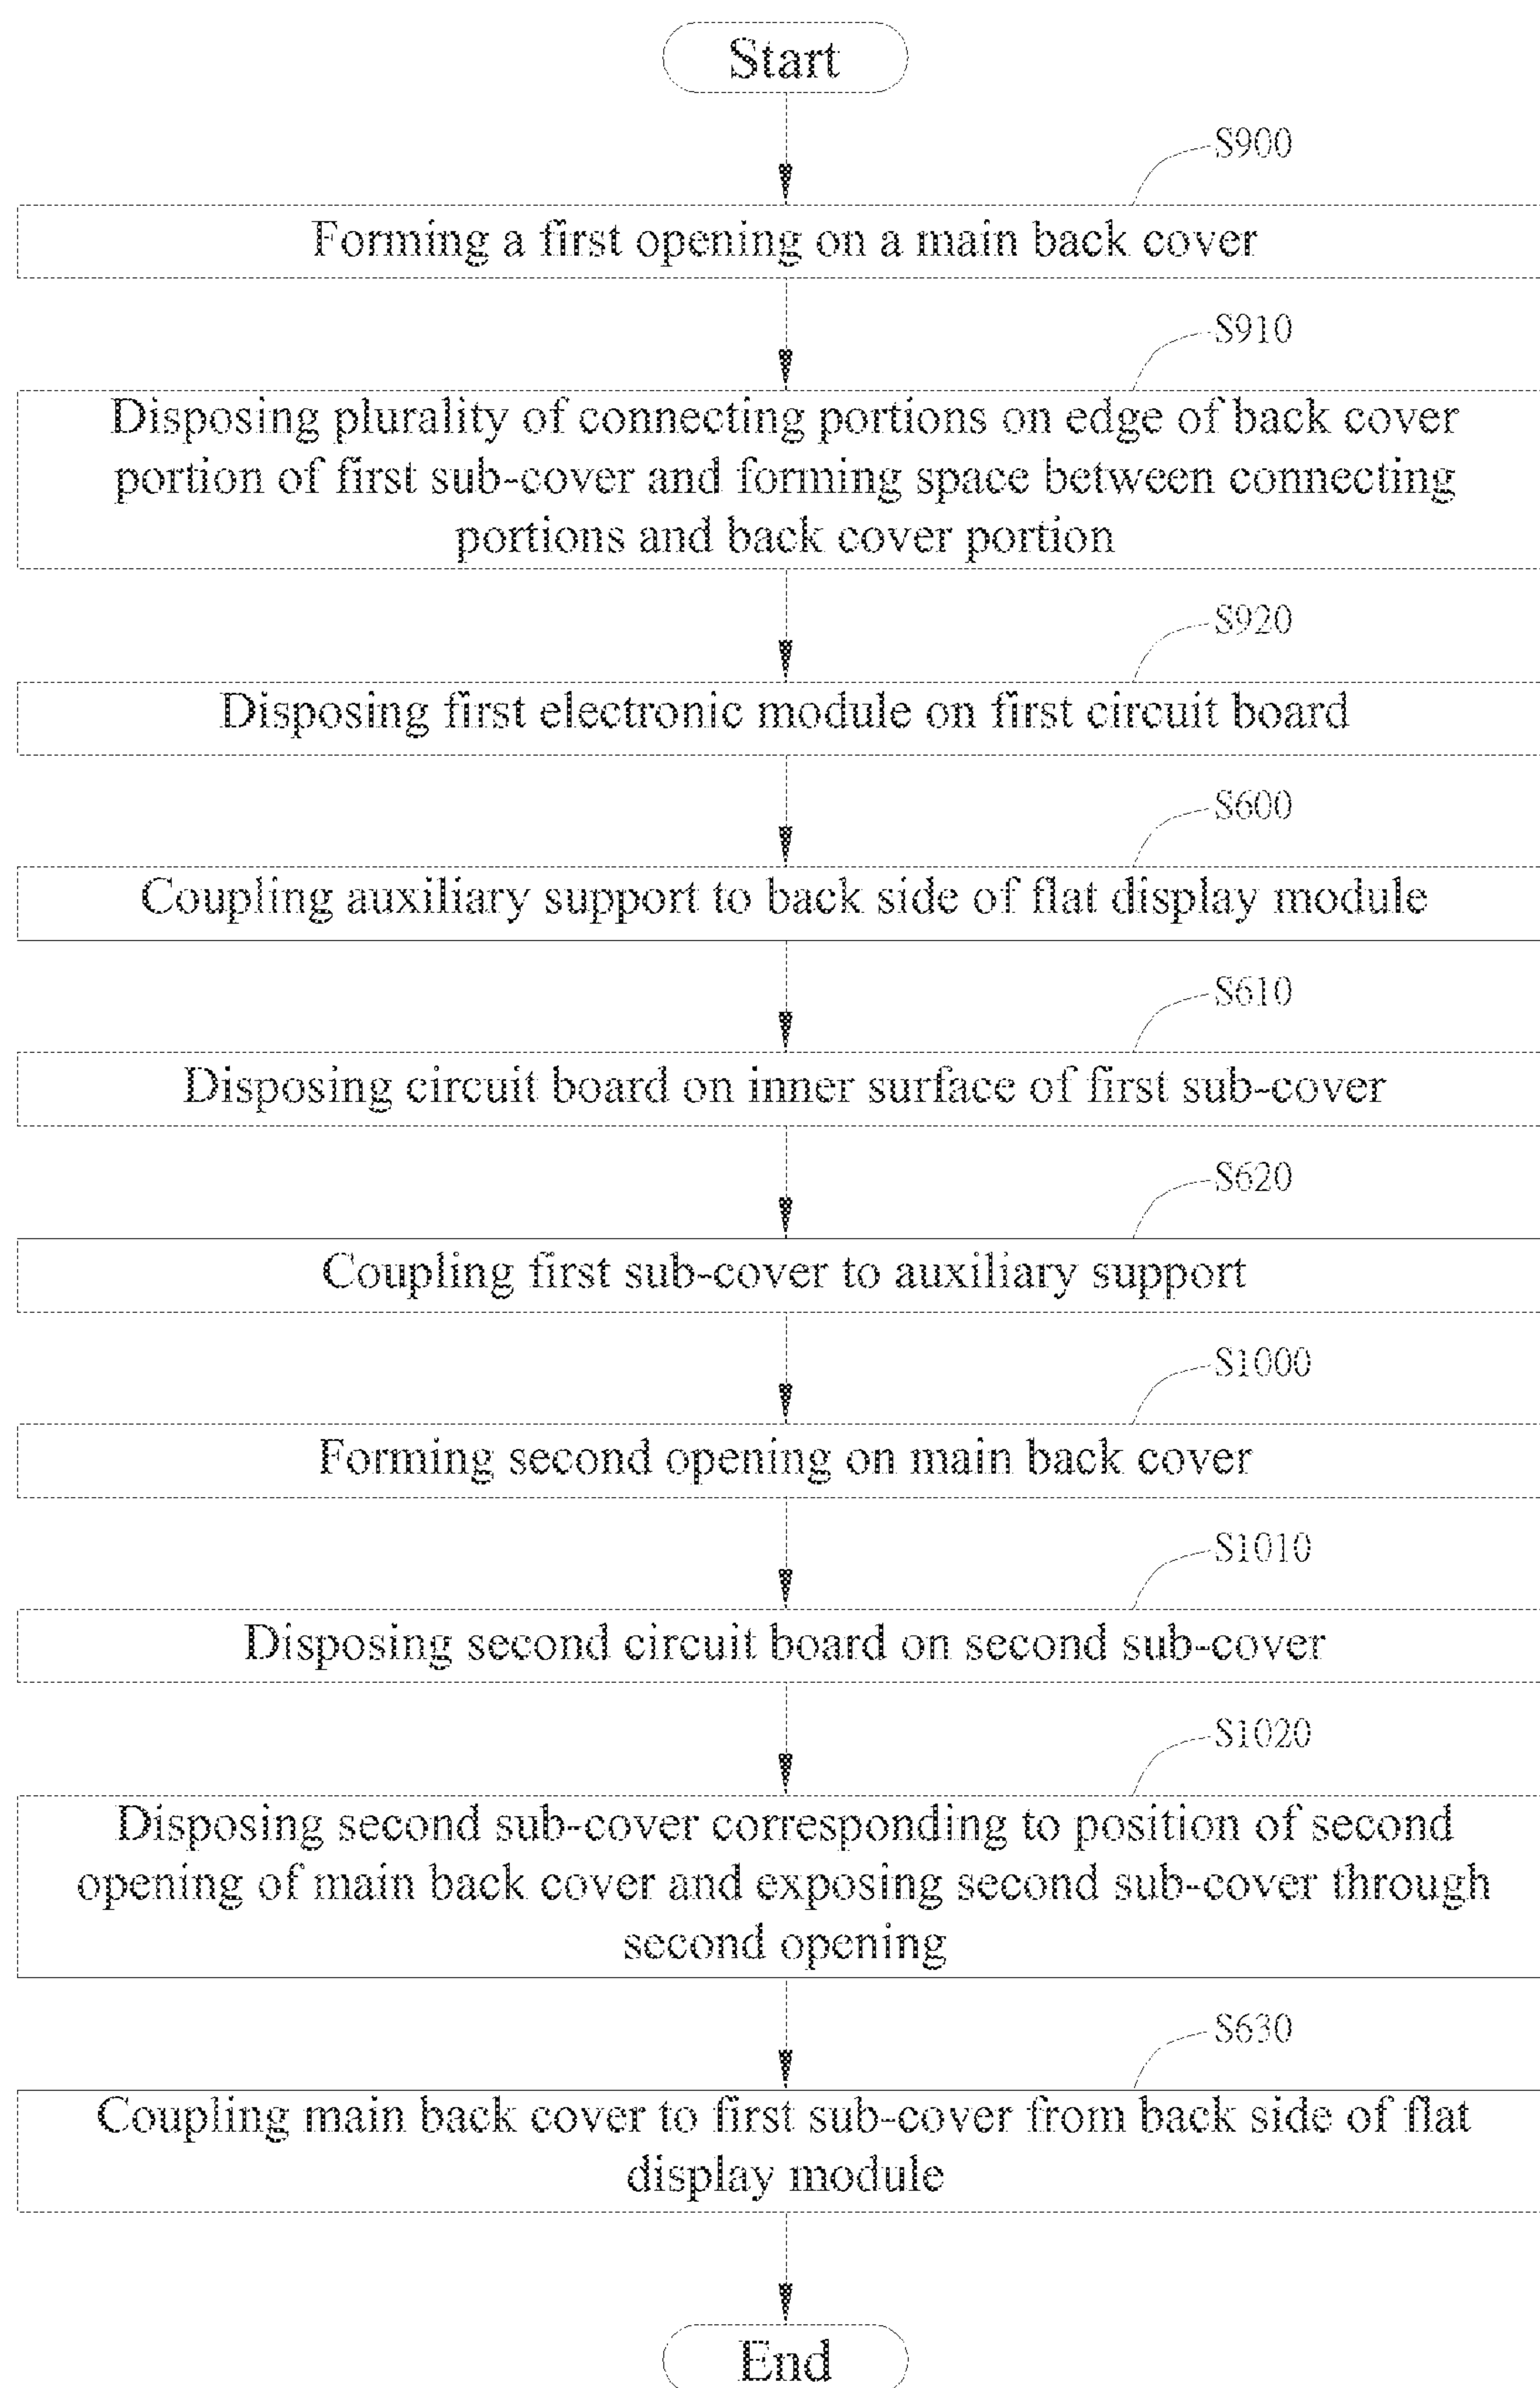 Start
S900
Forming a first opening on a main back cover
S910
Disposing plurality of connecting portions on edge of back cover
portion of first sub-cover and forming space between connecting
portions and back cover portion
S920
Disposing first electronic module on first circuit board
S600
Coupling auxiliary support to back side of flat display module
S610
Disposing circuit board on inner surface of first sub-cover
S620
Coupling first sub-cover to auxiliary support
S1000
Forming second opening on main back cover
S1010
Disposing second circuit board on second sub-cover
S1020
Disposing second sub-cover corresponding to position of second
opening of main back cover and exposing second sub-cover through
second opening
S630
Coupling main back cover to first sub-cover from back side of flat
display module
End